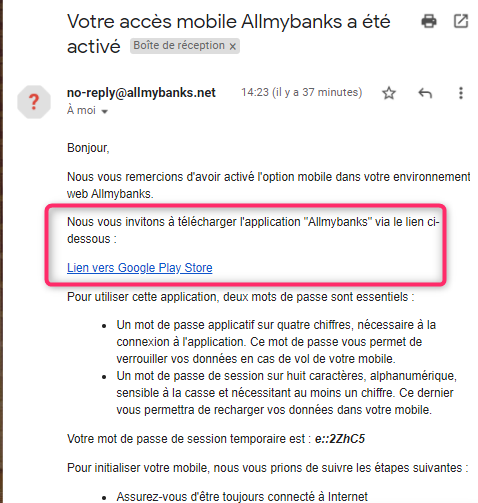 Votre accès mobile Allmybanks a été
activé Boîte de réception x
?
no-reply@allmybanks.net 14:23 (il y a 37 minutes)
À moi
Bonjour,
Nous vous remercions d'avoir activé l'option mobile dans votre environnement
web Allmybanks.
Nous vous invitons à télécharger l'application "Allmybanks" via le lien ci-
dessous :
Lien vers Google Play Store
Pour utiliser cette application, deux mots de passe sont essentiels :
• Un mot de passe applicatif sur quatre chiffres, nécessaire à la
connexion à l'application. Ce mot de passe vous permet de
verrouiller vos données en cas de vol de votre mobile.
• Un mot de passe de session sur huit caractères, alphanumérique,
sensible à la casse et nécessitant au moins un chiffre. Ce dernier
vous permettra de recharger vos données dans votre mobile.
Votre mot de passe de session temporaire est : e::2ZhC5
Pour initialiser votre mobile, nous vous prions de suivre les étapes suivantes :
• Assurez-vous d'être toujours connecté à Internet